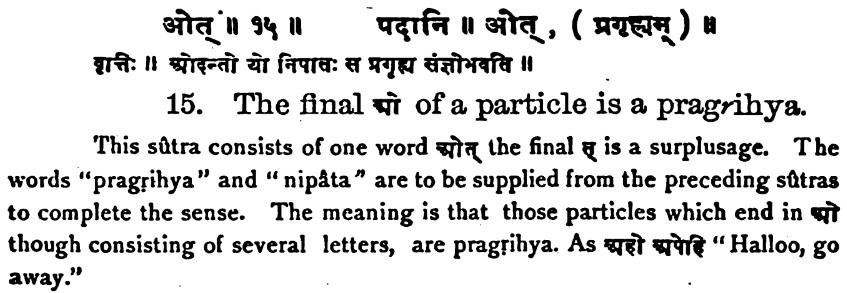 ओत् ॥ १५ ॥ पदानि ॥ ओत् , ( प्रगृह्यम् ) ॥
वृत्तिः ॥ ओदन्तो यो निपातः स प्रगृह्य संज्ञोभवति ॥
15. The final ओ of a particle is a pragrihya.
This sûtra consists of one word ओत् the final त् is a surplusage. The
words "pragṛihya" and "nipâta" are to be supplied from the preceding sûtras
to complete the sense. The meaning is that those particles which end in ओ
though consisting of several letters, are pragṛihya. As अहो अपेहि "Halloo, go
away."